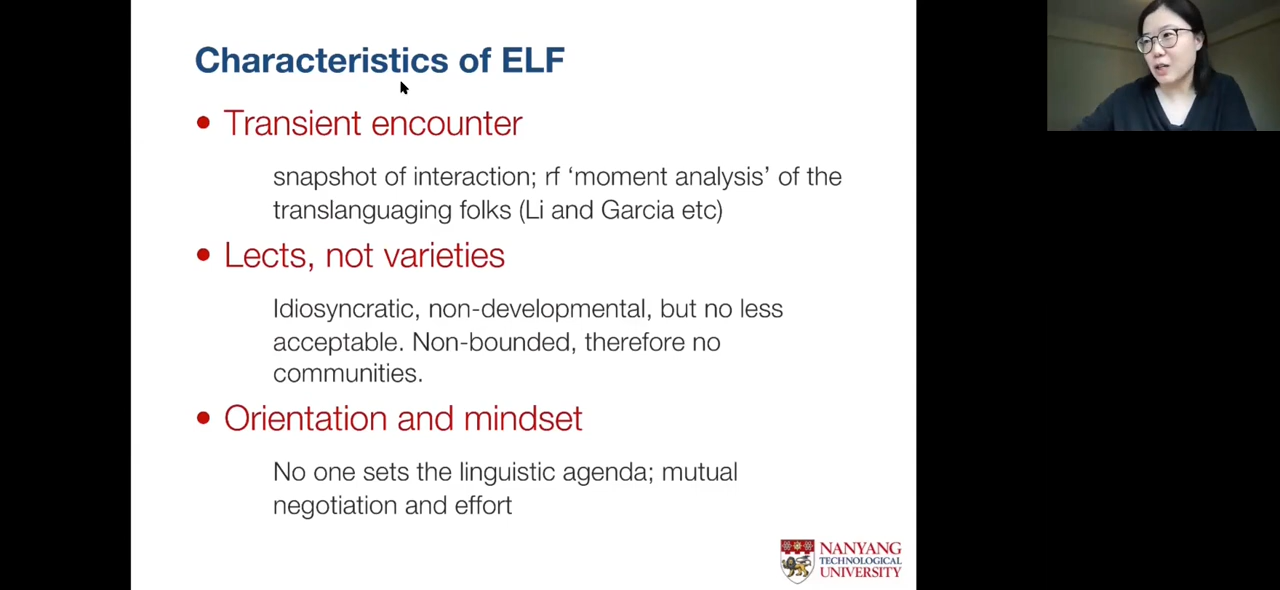 Characteristics of ELF
• Transient encounter
snapshot of interaction; rf ‘moment analysis’ of the
translanguaging folks (Li and Garcia etc)
• Lects, not varieties
Idiosyncratic, non-developmental, but no less
acceptable. Non-bounded, therefore no
communities.
• Orientation and mindset
No one sets the linguistic agenda; mutual
negotiation and effort
NANYANG
TECHNOLOGICAL
UNIVERSITY